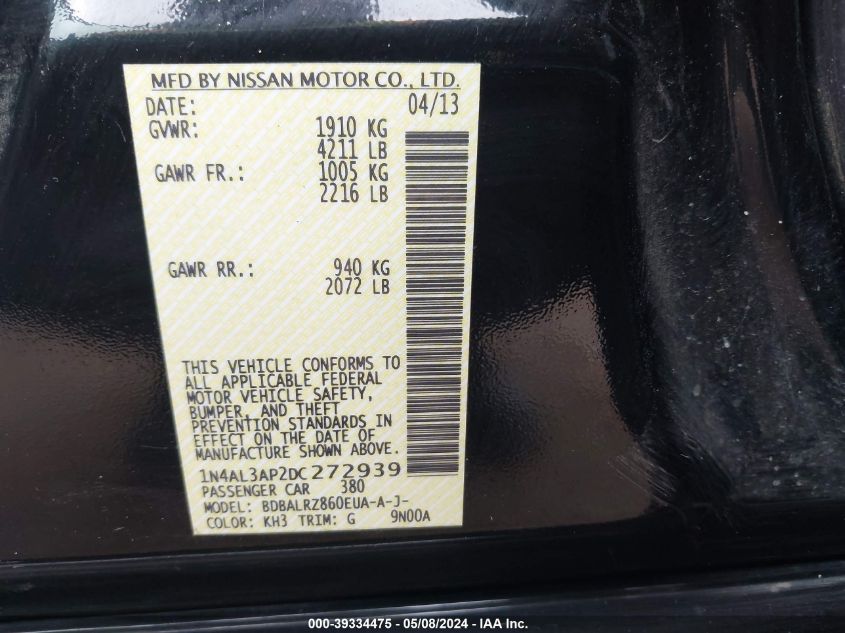 MFD BY NISSAN MOTOR CO., LTD.
DATE: 04/13
GVWR: 1910 KG
4211 LB
GAWR FR.: 1005 KG
2216 LB
GAWR RR.: 940 KG
2072 LB
THIS VEHICLE CONFORMS TO
ALL APPLICABLE FEDERAL
MOTOR VEHICLE SAFETY,
BUMPER, AND THEFT
PREVENTION STANDARDS IN
EFFECT ON THE DATE OF
MANUFACTURE SHOWN ABOVE.
1N4AL3AP2DC272939
PASSENGER CAR 380
MODEL: BDBALRZ860EUA-A-J-
COLOR: KH3 TRIM: G 9N00A
000-39334475 - 05/08/2024 - IAA Inc.